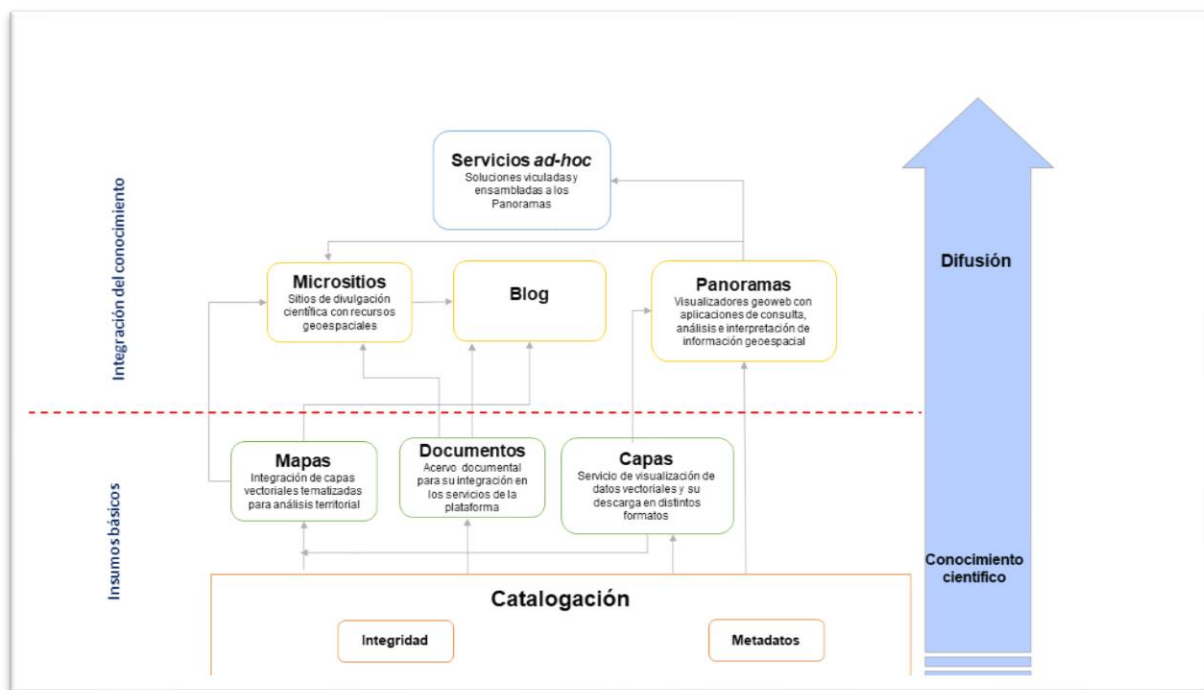 Servicios ad-hoc
Soluciones viculadas y
ensambladas a los
Panoramas
Integración del conocimiento
Micrositios
Sitios de divulgación
científica con recursos
geoespaciales
Blog
Panoramas
Visualizadores geoweb con
aplicaciones de consulta,
análisis e interpretación de
información geoespacial
Difusión
Insumos básicos
Mapas
Integración de capas
vectoriales tematizadas
para análisis territorial
Documentos
Acervo documental
para su integración en
los servicios de la
plataforma
Capas
Servicio de visualización de
datos vectoriales y su
descarga en distintos
formatos
Conocimiento
científico
Catalogación
Integridad
Metadatos